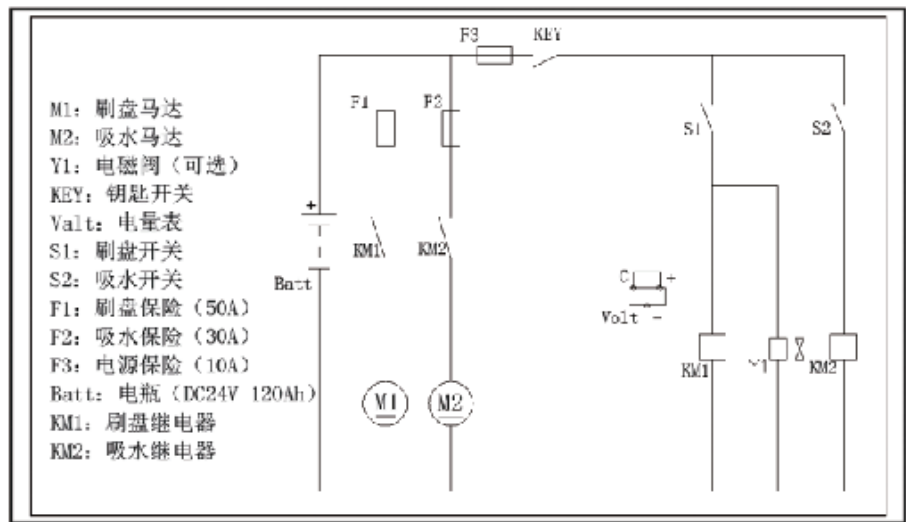 F3 KEY
F1 F2
M1：刷盘马达
M2：吸水马达
Y1：电磁阀（可选）
KEY：钥匙开关
Valt：电量表
S1：刷盘开关
S2：吸水开关
F1：刷盘保险（50A）
F2：吸水保险（30A）
F3：电源保险（10A）
Batt：电瓶（DC24V 120Ah）
KM1：刷盘继电器
KM2：吸水继电器
S1 S2
+
KM1 KM2
Batt
C +
Volt -
KM1 KM2
M1 M2